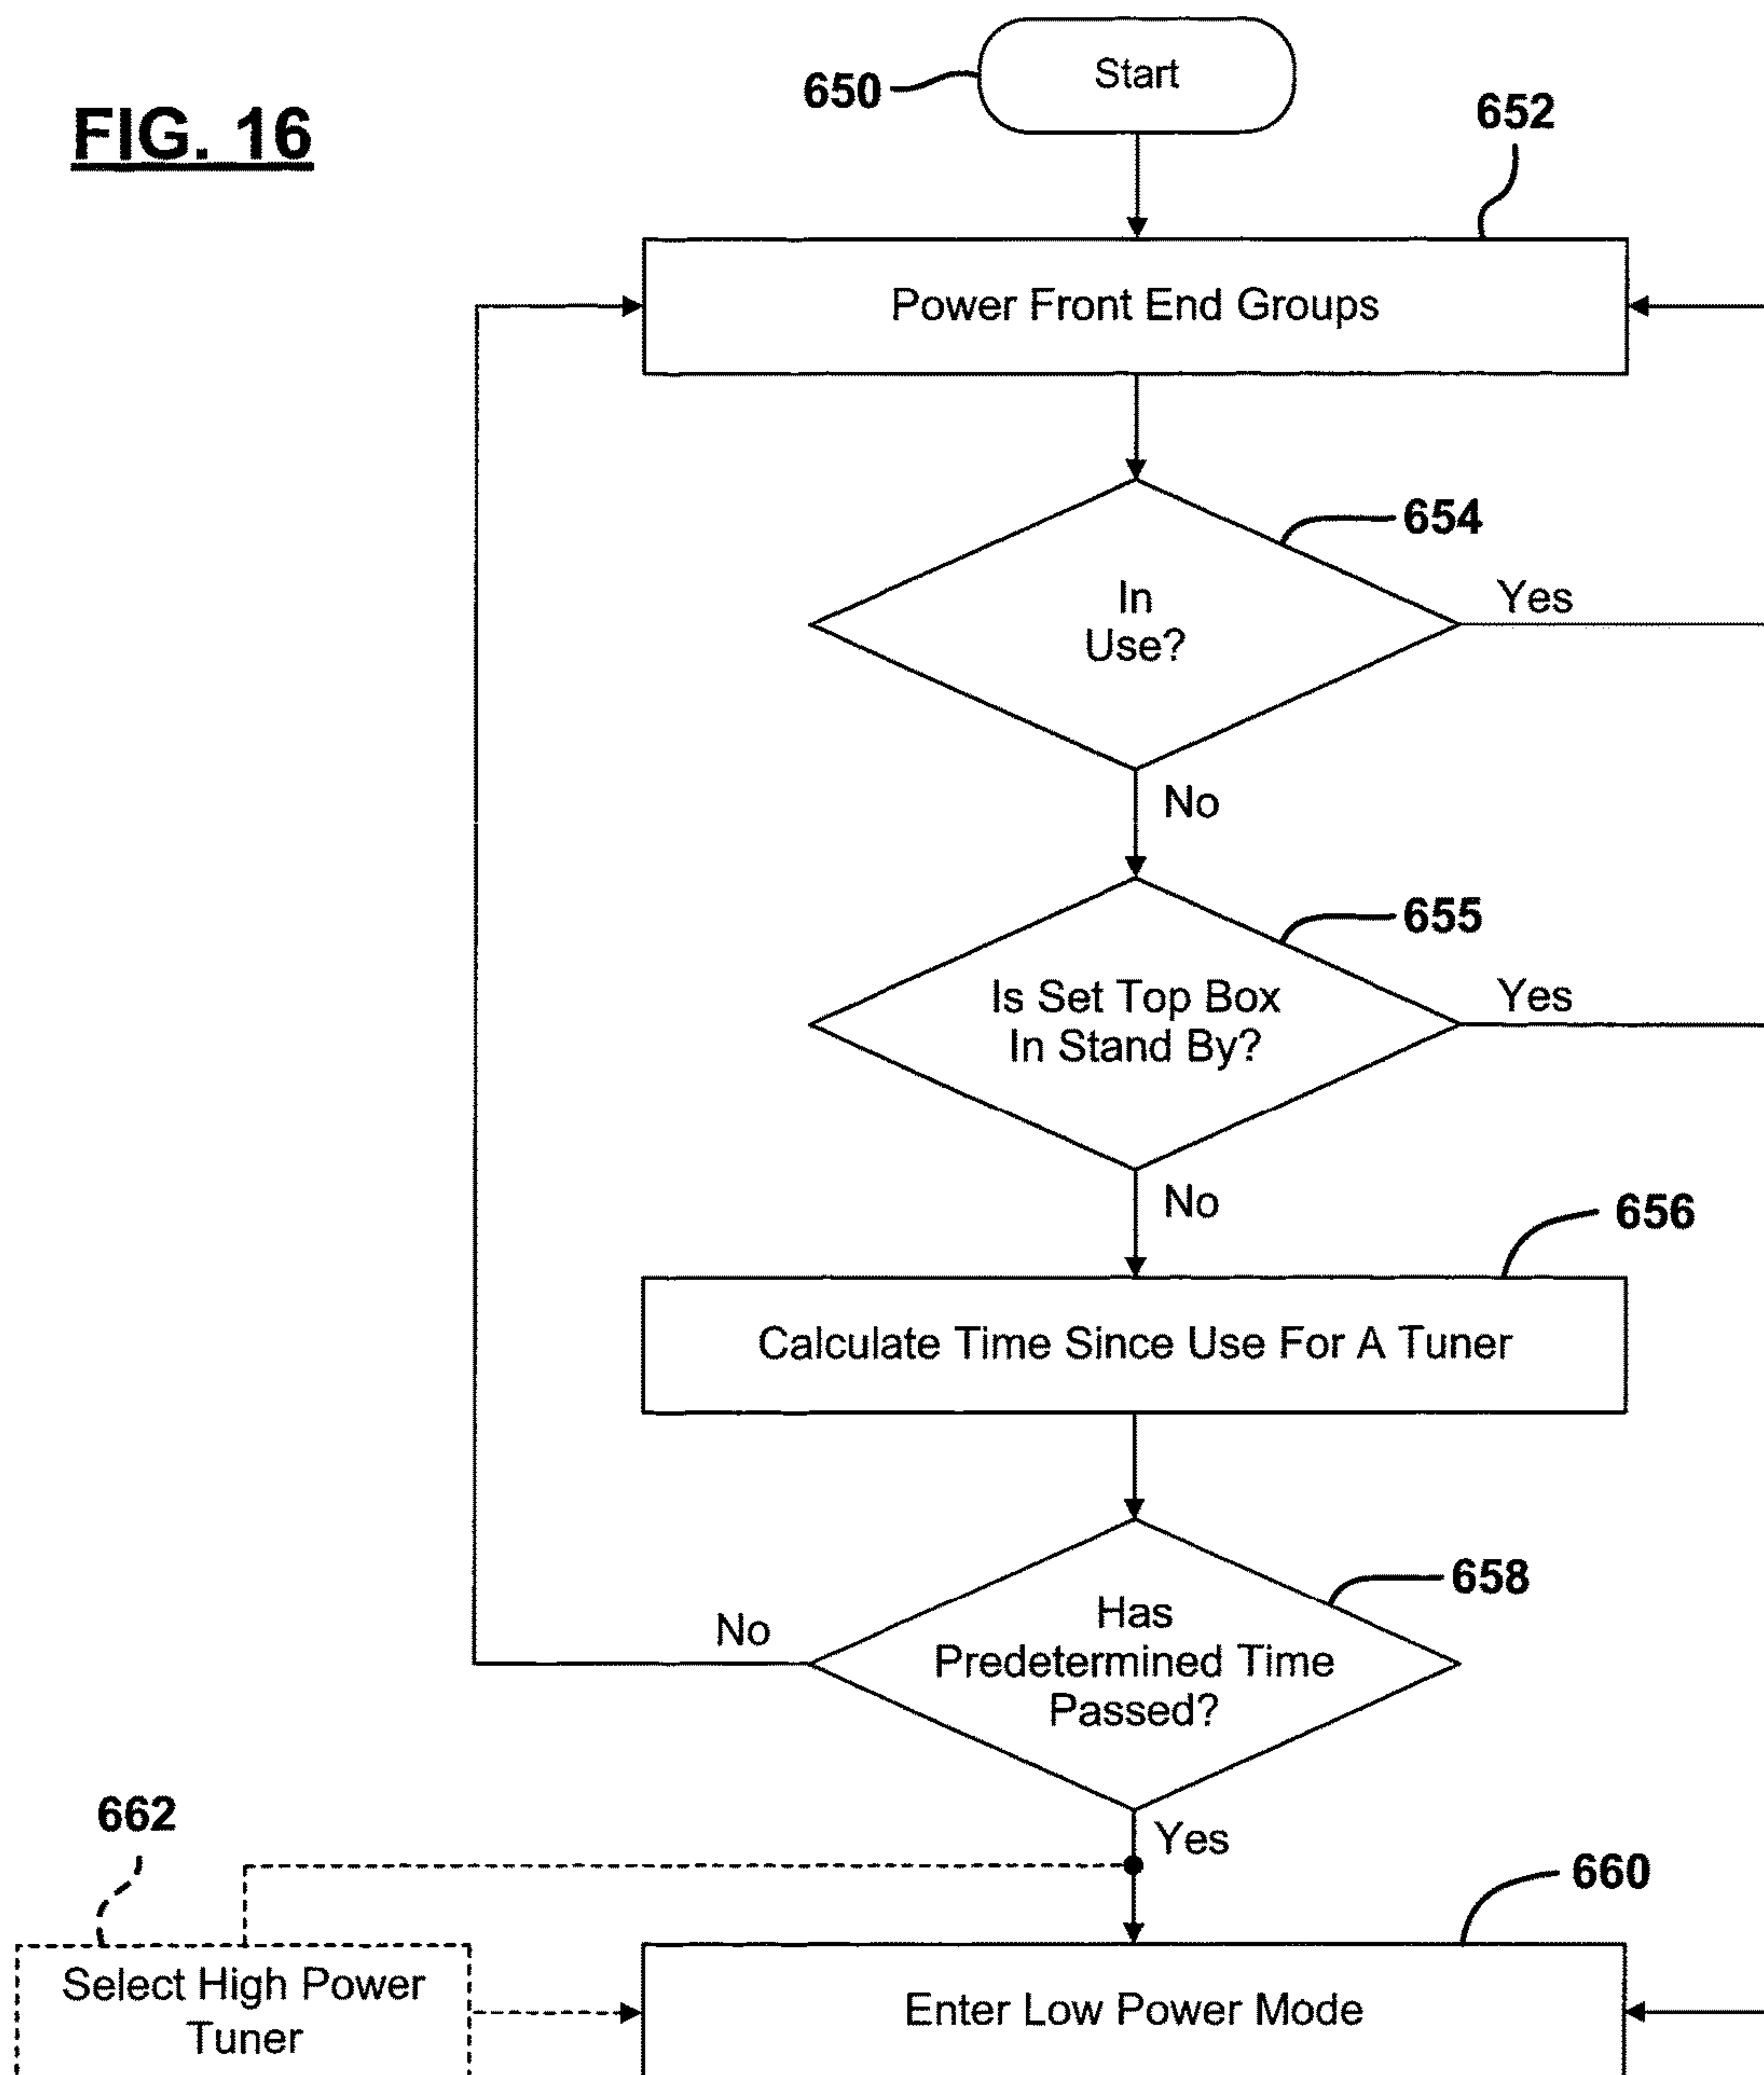 FIG. 16
650
Start
652
Power Front End Groups
654
In
Use?
Yes
No
655
Is Set Top Box
In Stand By?
Yes
No
656
Calculate Time Since Use For A Tuner
658
Has
Predetermined Time
Passed?
No
Yes
662
660
Select High Power
Tuner
Enter Low Power Mode